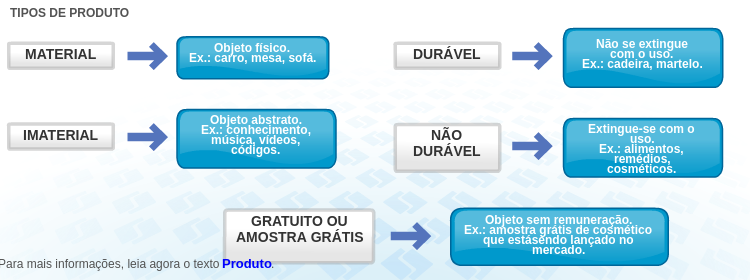 TIPOS DE PRODUTO
MATERIAL
Objeto físico.
Ex.: carro, mesa, sofá.
DURÁVEL
Não se extingue
com o uso.
Ex.: cadeira, martelo.
IMATERIAL
Objeto abstrato.
Ex.: conhecimento,
música, vídeos,
códigos.
NÃO
DURÁVEL
Extingue-se com o
uso.
Ex.: alimentos,
remédios,
cosméticos.
GRATUITO OU
AMOSTRA GRÁTIS
Objeto sem remuneração.
Ex.: amostra grátis de cosmético
que estásendo lançado no
mercado.
Para mais informações, leia agora o texto Produto.